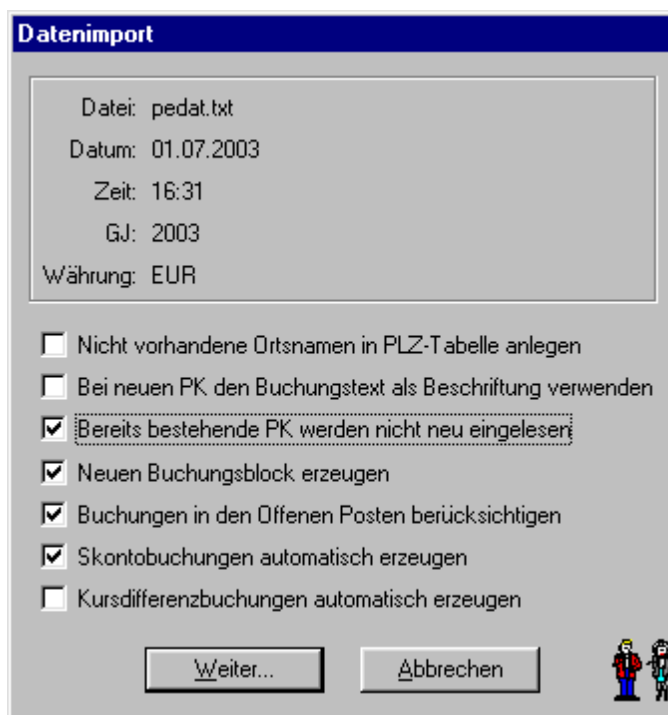 Datenimport
Datei: pedat.txt
Datum: 01.07.2003
Zeit: 16:31
GJ: 2003
Währung: EUR
Nicht vorhandene Ortsnamen in PLZ-Tabelle anlegen
Bei neuen PK den Buchungstext als Beschriftung verwenden
Bereits bestehende PK werden nicht neu eingelesen
Neuen Buchungsblock erzeugen
Buchungen in den Offenen Posten berücksichtigen
Skontobuchungen automatisch erzeugen
Kursdifferenzbuchungen automatisch erzeugen
Weiter... Abbrechen